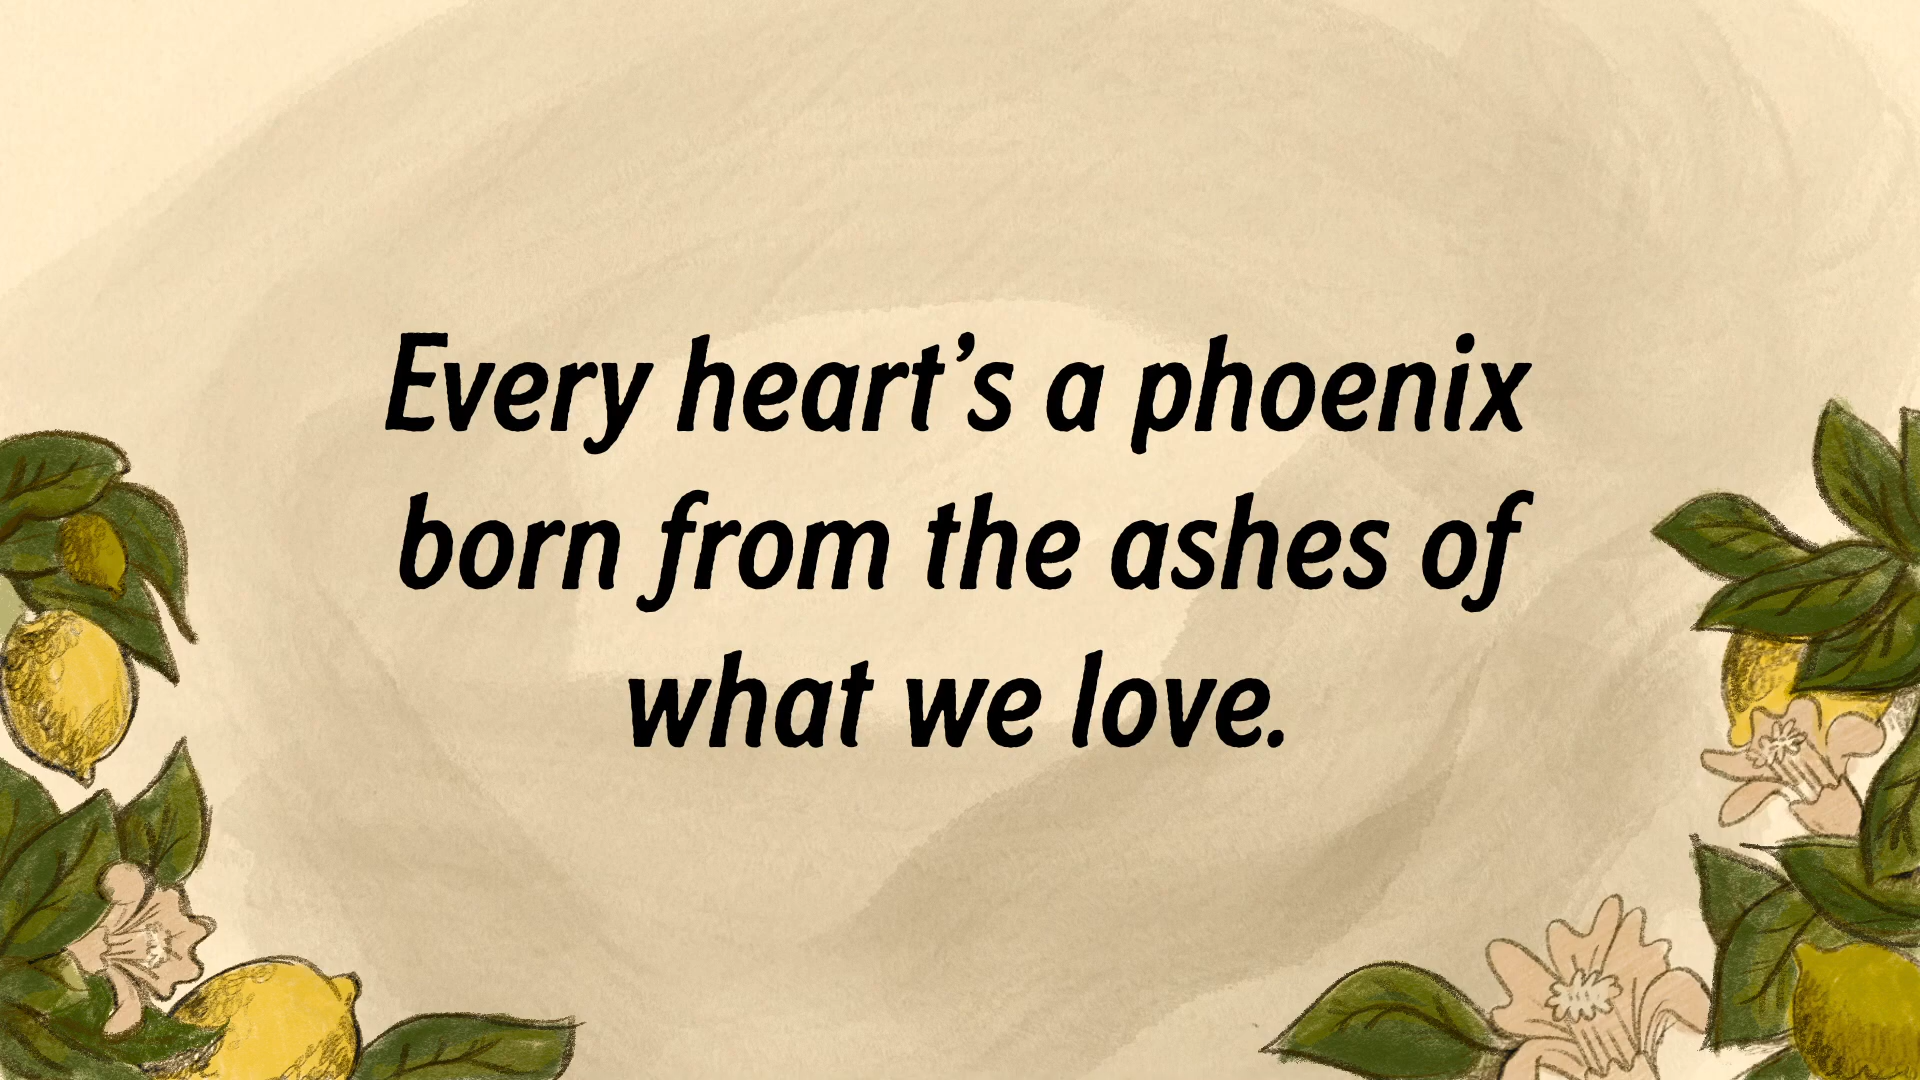 Every heart’s a phoenix
born from the ashes of
what we love.